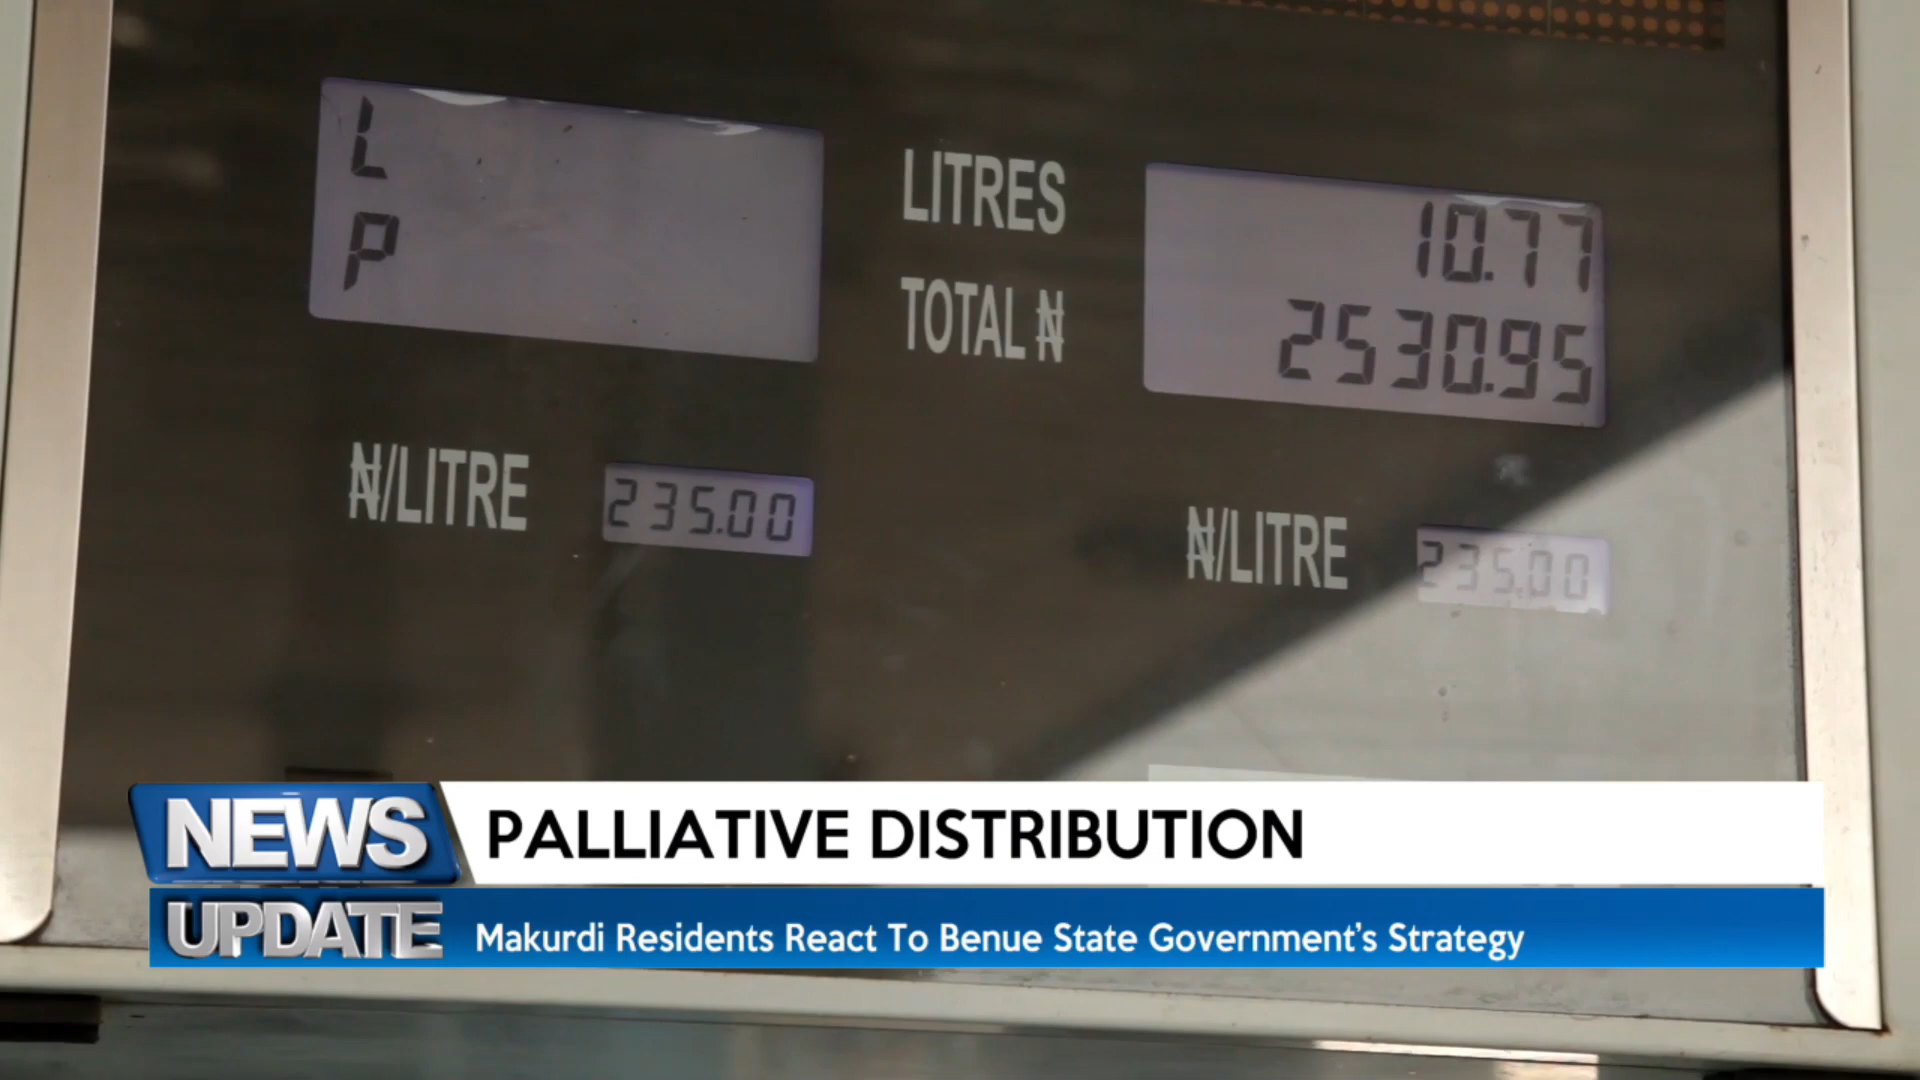 L
P
LITRES
10.77
TOTAL ₦
2530.95
₦/LITRE
235.00
₦/LITRE
235.00
NEWS
UPDATE
PALLIATIVE DISTRIBUTION
Makurdi Residents React To Benue State Government's Strategy